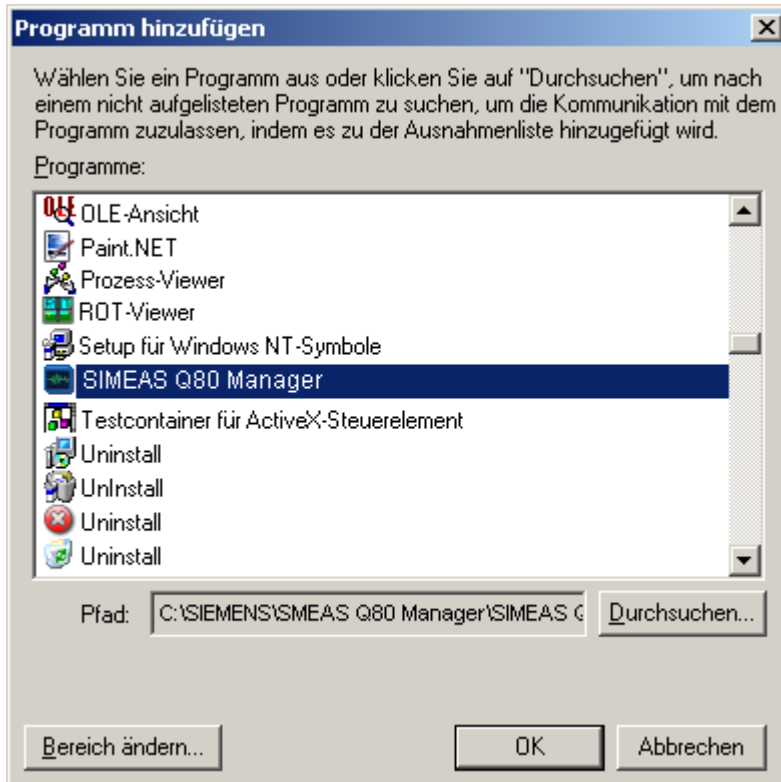 Programm hinzufügen
Wählen Sie ein Programm aus oder klicken Sie auf "Durchsuchen", um nach
einem nicht aufgelisteten Programm zu suchen, um die Kommunikation mit dem
Programm zuzulassen, indem es zu der Ausnahmenliste hinzugefügt wird.
Programme:
OLE-Ansicht
Paint.NET
Prozess-Viewer
ROT-Viewer
Setup für Windows NT-Symbole
SIMEAS Q80 Manager
Testcontainer für ActiveX-Steuerelement
Uninstall
UnInstall
Uninstall
Uninstall
Pfad: C:\SIEMENS\SMEAS Q80 Manager\SIMEAS Q Durchsuchen...
Bereich ändern... OK Abbrechen